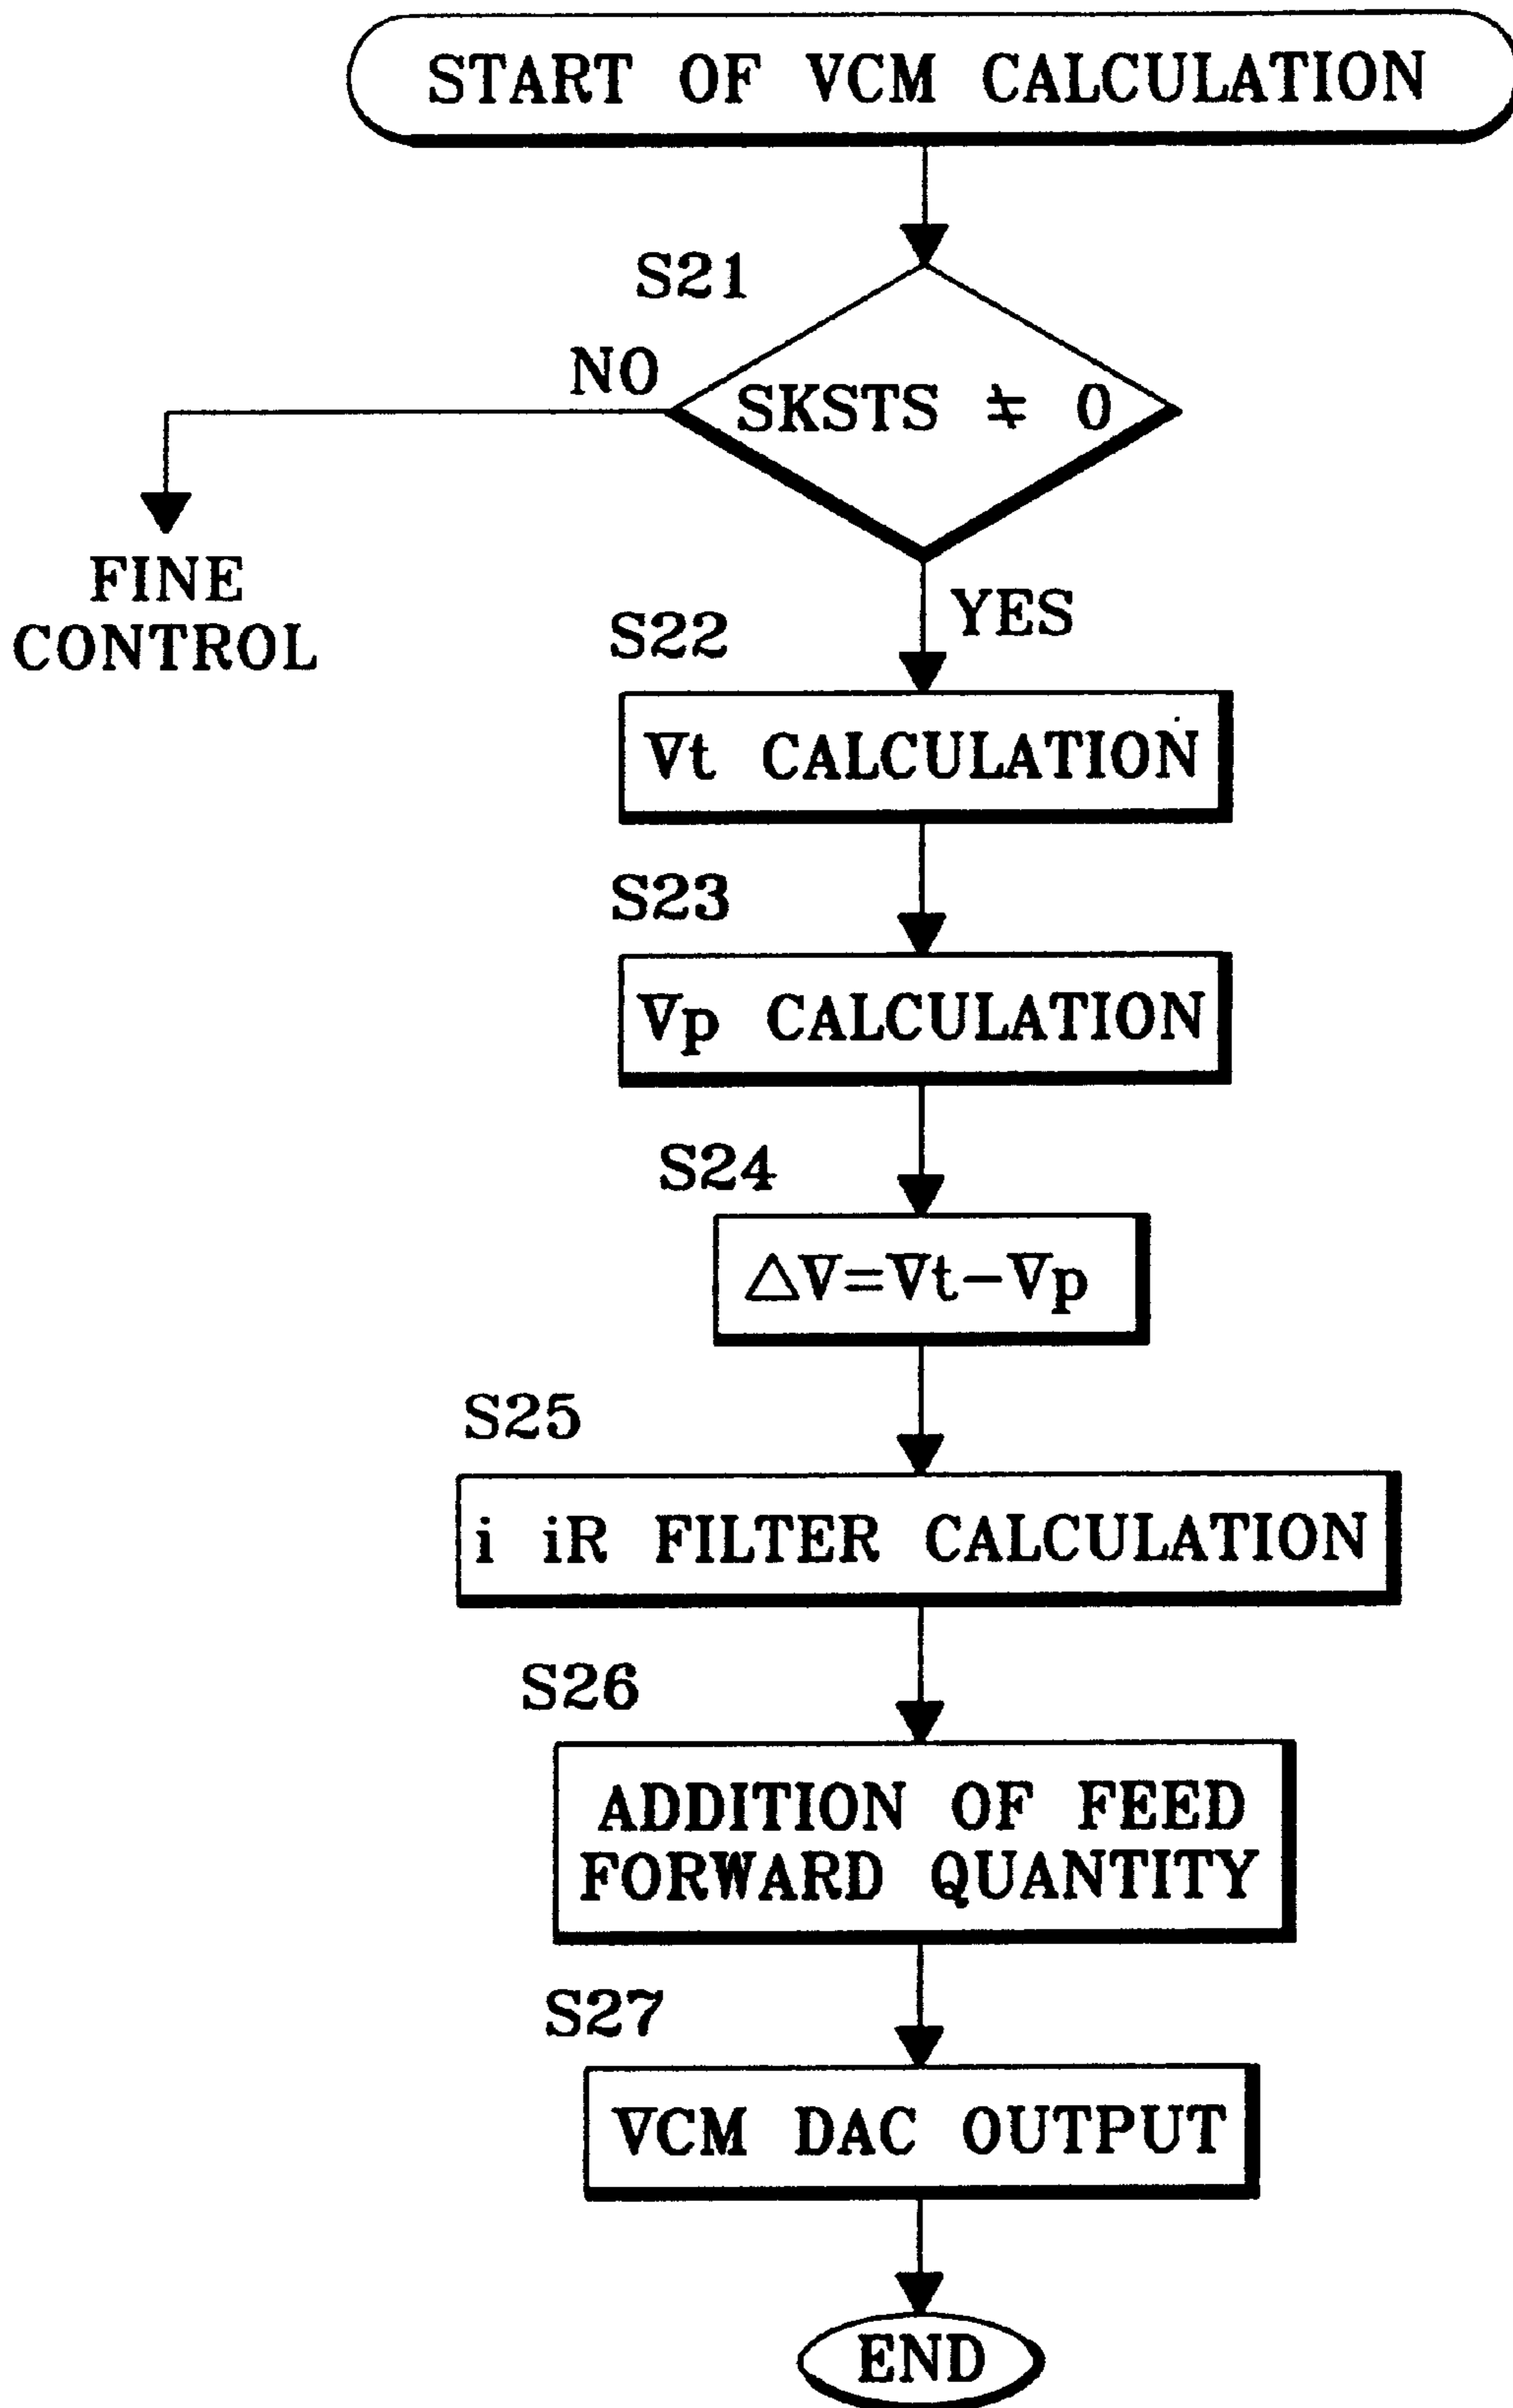 START OF VCM CALCULATION
S21
NO
SKSTS ≠ 0
FINE
CONTROL
YES
S22
Vt CALCULATION
S23
Vp CALCULATION
S24
△V=Vt-Vp
S25
i iR FILTER CALCULATION
S26
ADDITION OF FEED
FORWARD QUANTITY
S27
VCM DAC OUTPUT
END